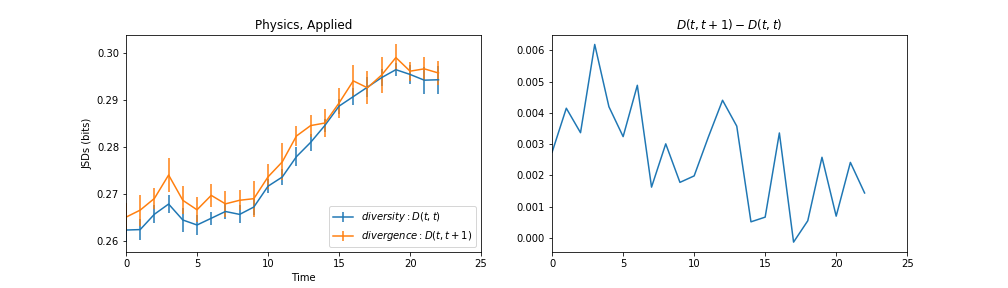 Physics, Applied
JSDs (bits)
0.30
0.29
0.28
0.27
0.26
diversity: D(t, t)
divergence: D(t, t+1)
0 5 10 15 20 25
Time
D(t, t+1) − D(t, t)
0.006
0.005
0.004
0.003
0.002
0.001
0.000
0 5 10 15 20 25